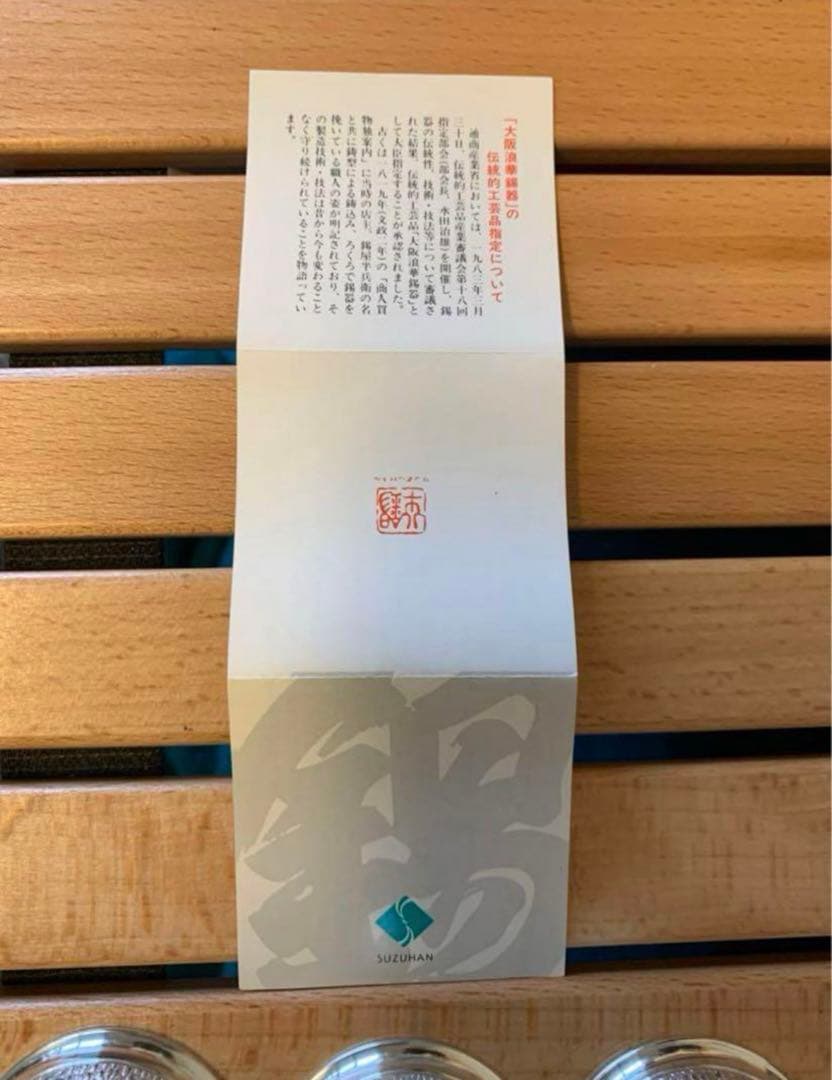 「大阪浪華錫器」の
伝統的工芸品指定について
通商産業省においては、一九八三年三月
三十日、伝統的工芸品産業審議会第十八回
指定部会(部会長、永田治雄)を開催し、錫
器の伝統性、技術・技法等について審議さ
れた結果、伝統的工芸品「大阪浪華錫器」と
して大臣指定することが承認されました。
古くは一八一九年(文政二年)の「商人買
物独案内」に当時の店主、錫屋半兵衛の名
と共に鋳型による鋳込み、ろくろで錫器を
挽いている職人の姿が明記されており、そ
の製造技術・技法は昔から今も変わること
なく守り続けられていることを物語ってい
ます。
錫
SUZUHAN